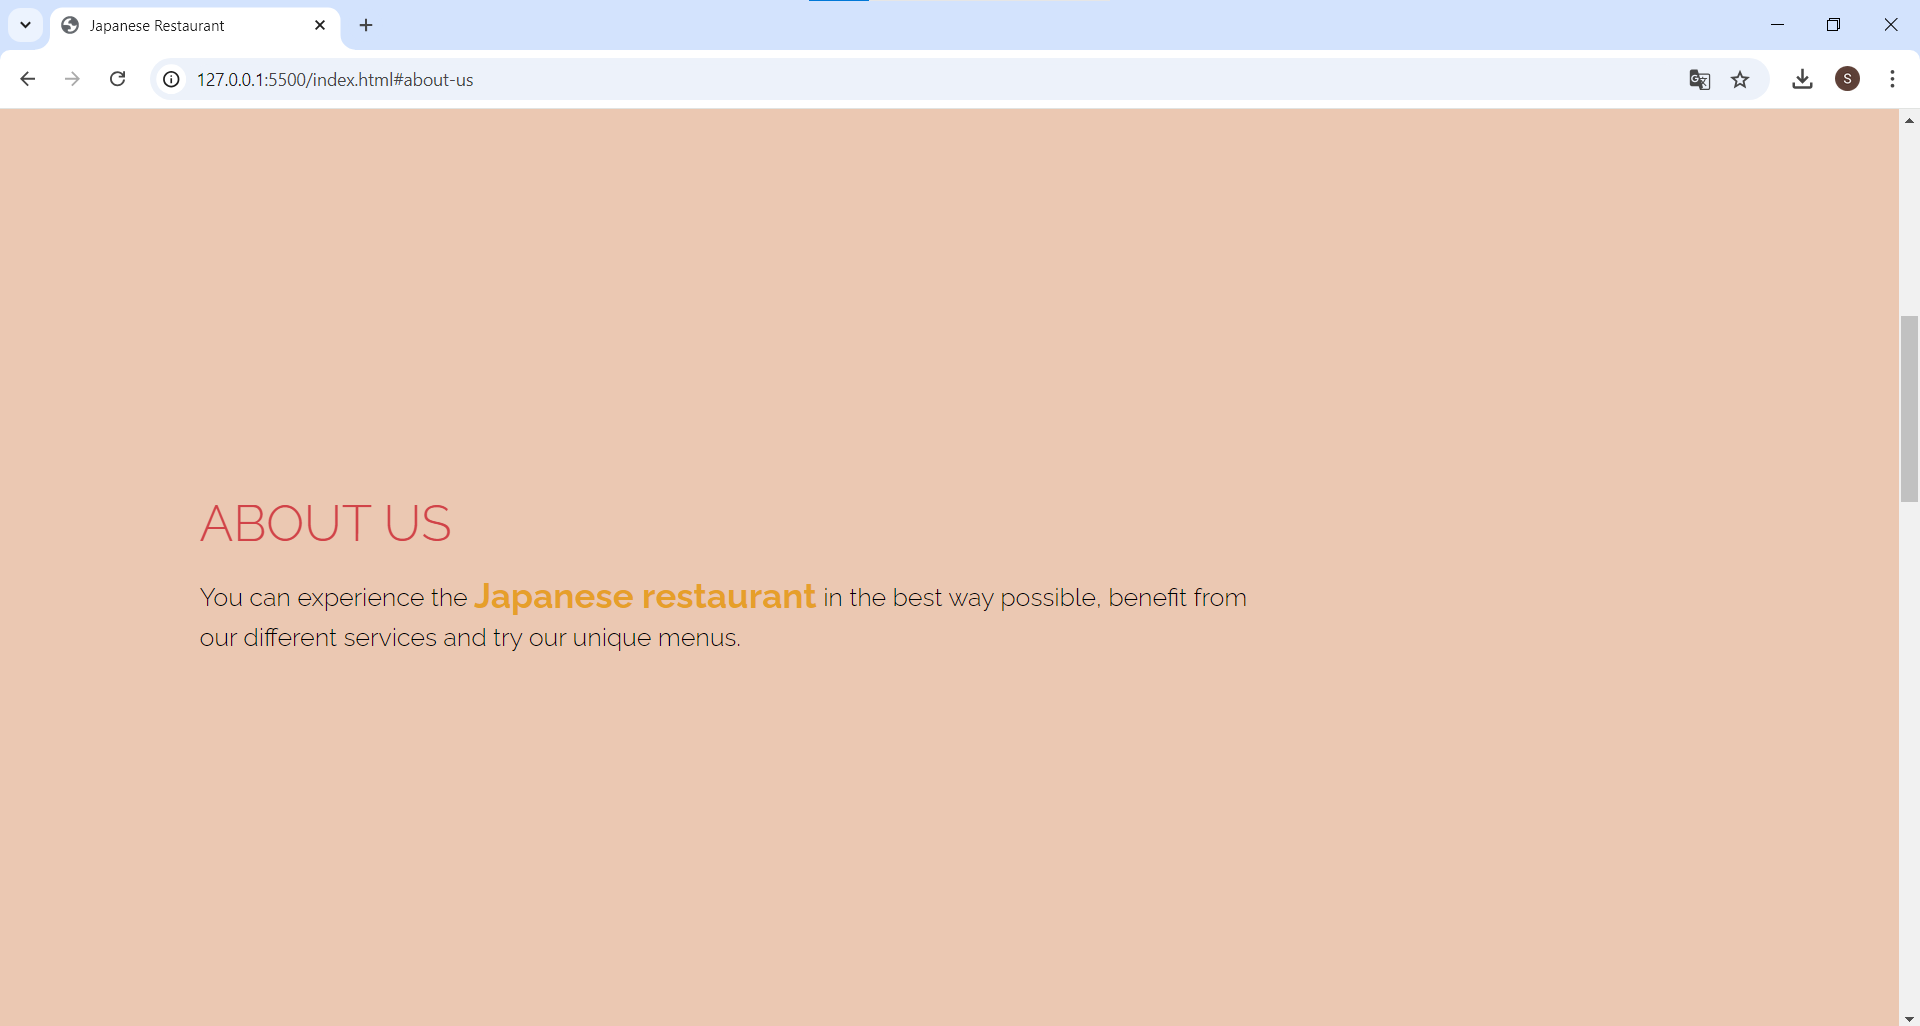 Japanese Restaurant
127.0.0.1:5500/index.html#about-us
S
ABOUT US
You can experience the Japanese restaurant in the best way possible, benefit from
our different services and try our unique menus.